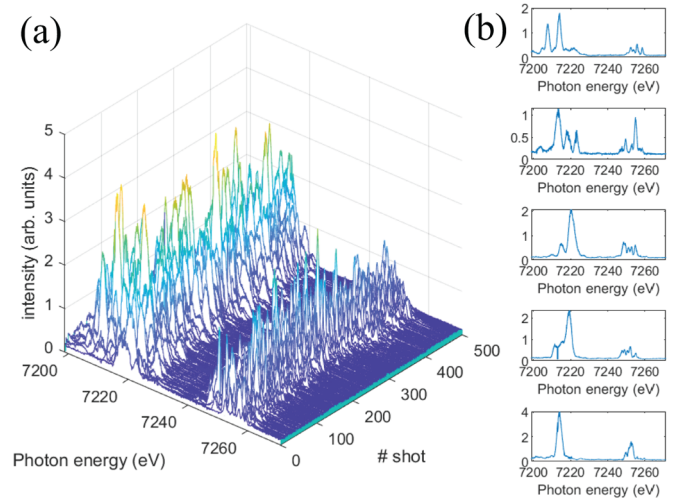 (a)
5
4
3
2
1
0
intensity (arb. units)
7200
7220
7240
7260
Photon energy (eV)
0
100
200
300
400
500
# shot
(b)
2
1
0
7200 7220 7240 7260
Photon energy (eV)
1
0.5
7200 7220 7240 7260
Photon energy (eV)
2
1
0
7200 7220 7240 7260
Photon energy (eV)
2
1
0
7200 7220 7240 7260
Photon energy (eV)
4
2
0
7200 7220 7240 7260
Photon energy (eV)